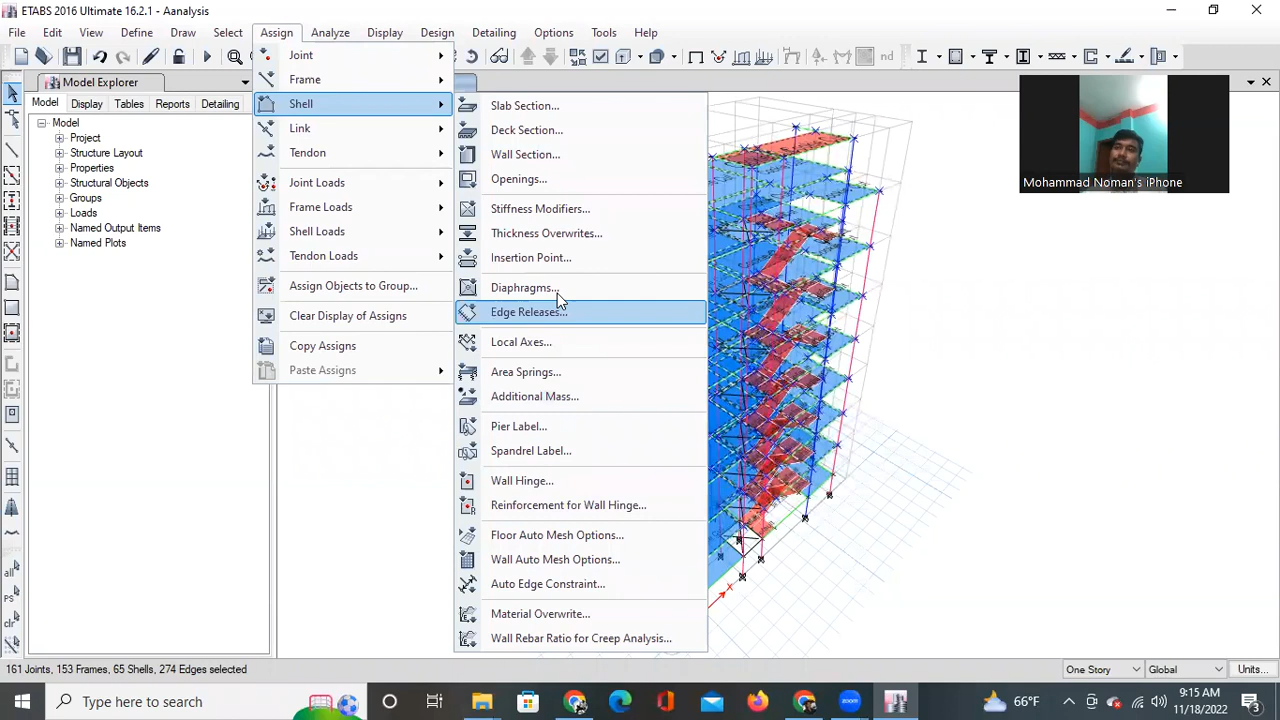 ETABS 2016 Ultimate 16.2.1 - Aanalysis
File Edit View Define Draw Select Assign Analyze Display Design Detailing Options Tools Help
nd
Model Explorer
Model Display Tables Reports Detailing
Model
Project
Structure Layout
Properties
Structural Objects
Groups
Loads
Named Output Items
Named Plots
Joint
Frame
Shell
Link
Tendon
Joint Loads
Frame Loads
Shell Loads
Tendon Loads
Assign Objects to Group...
Clear Display of Assigns
Copy Assigns
Paste Assigns
Slab Section...
Deck Section...
Wall Section...
Openings...
Stiffness Modifiers...
Thickness Overwrites...
Insertion Point...
Diaphragms...
Edge Releases...
Local Axes...
Area Springs...
Additional Mass...
Pier Label...
Spandrel Label...
Wall Hinge...
Reinforcement for Wall Hinge...
Floor Auto Mesh Options...
Wall Auto Mesh Options...
Auto Edge Constraint...
Material Overwrite...
Wall Rebar Ratio for Creep Analysis...
Mohammad Noman's iPhone
X
all
PS
clr
161 Joints, 153 Frames, 65 Shells, 274 Edges selected
One Story Global Units...
Type here to search
66°F
9:15 AM
11/18/2022
3